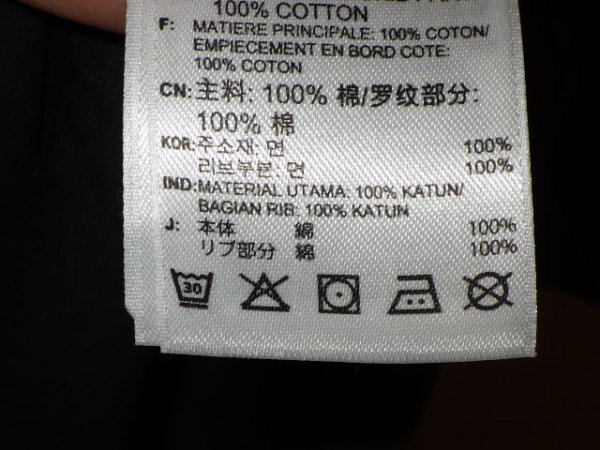 100% COTTON
F: MATIERE PRINCIPALE: 100% COTON/
EMPIECEMENT EN BORD COTE:
100% COTON
CN: 主料: 100% 棉/罗纹部分:
100% 棉
KOR: 주소재: 면 100%
리브부분: 면 100%
IND: MATERIAL UTAMA: 100% KATUN/
BAGIAN RIB: 100% KATUN
J: 本体 綿 100%
リブ部分 綿 100%
30